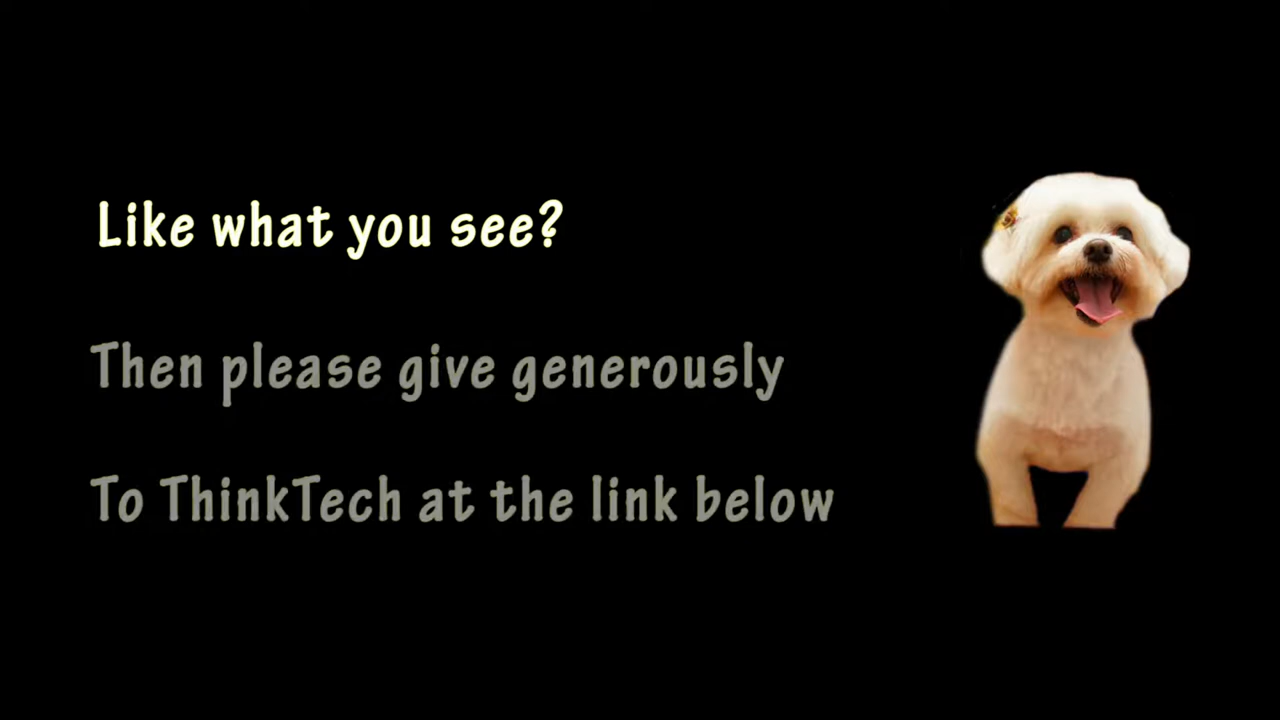 Like what you see?
Then please give generously
To ThinkTech at the link below